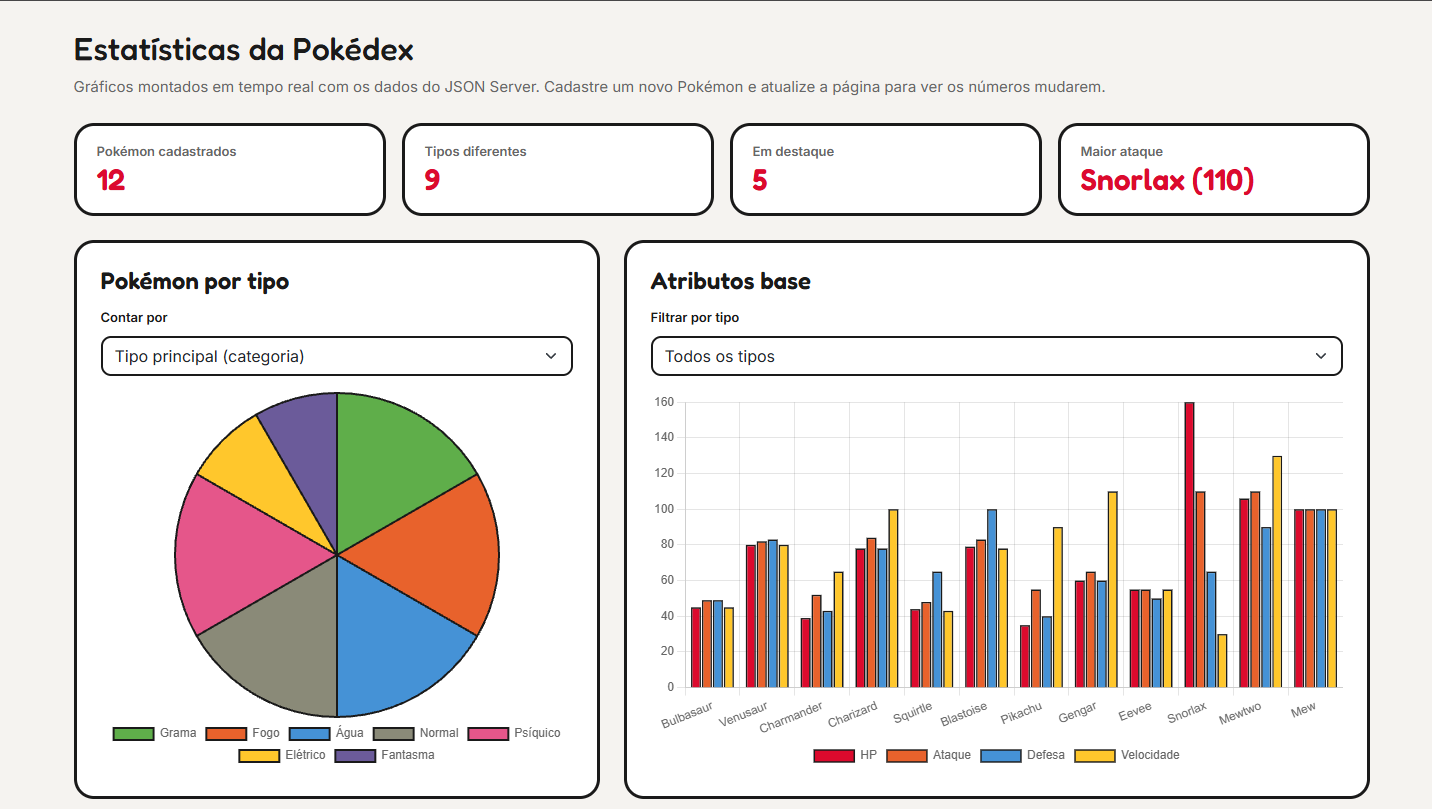 Estatísticas da Pokédex
Gráficos montados em tempo real com os dados do JSON Server. Cadastre um novo Pokémon e atualize a página para ver os números mudarem.
Pokémon cadastrados
12
Tipos diferentes
9
Em destaque
5
Maior ataque
Snorlax (110)
Pokémon por tipo
Contar por
Tipo principal (categoria)
Grama Fogo Água Normal Psíquico
Elétrico Fantasma
Atributos base
Filtrar por tipo
Todos os tipos
160
140
120
100
80
60
40
20
0
Bulbasaur Venusaur Charmander Charizard Squirtle Blastoise Pikachu Gengar Eevee Snorlax Mewtwo Mew
HP Ataque Defesa Velocidade